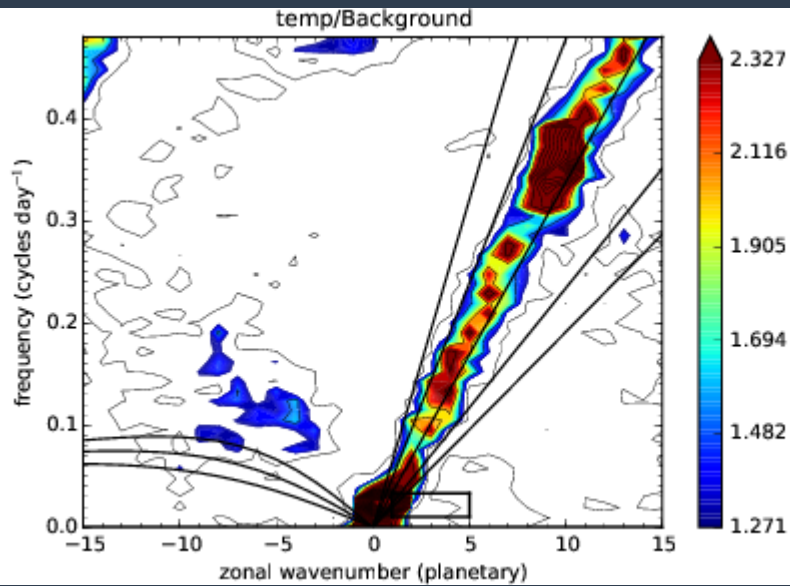 temp/Background
2.327
0.4
2.116
0.3
1.905
0.2
1.694
0.1
1.482
0.0
1.271
frequency (cycles day⁻¹)
−15 −10 −5 0 5 10 15
zonal wavenumber (planetary)